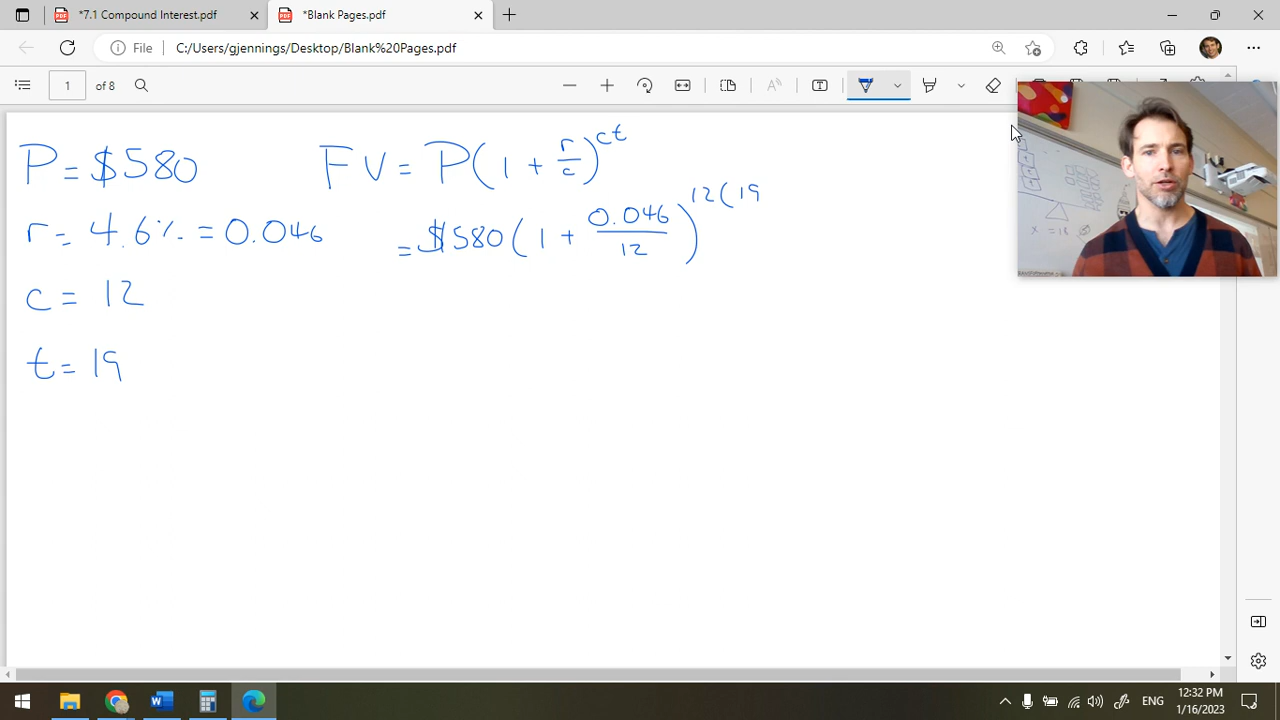 *7.1 Compound Interest.pdf
*Blank Pages.pdf
File
C:/Users/gjennings/Desktop/Blank%20Pages.pdf
1 of 8
P = $580
FV = P(1 + r/c)^ct
r = 4.6% = 0.046
= $580(1 + 0.046/12)^12(19
c = 12
t = 19
x = 18
ENG
12:32 PM
1/16/2023